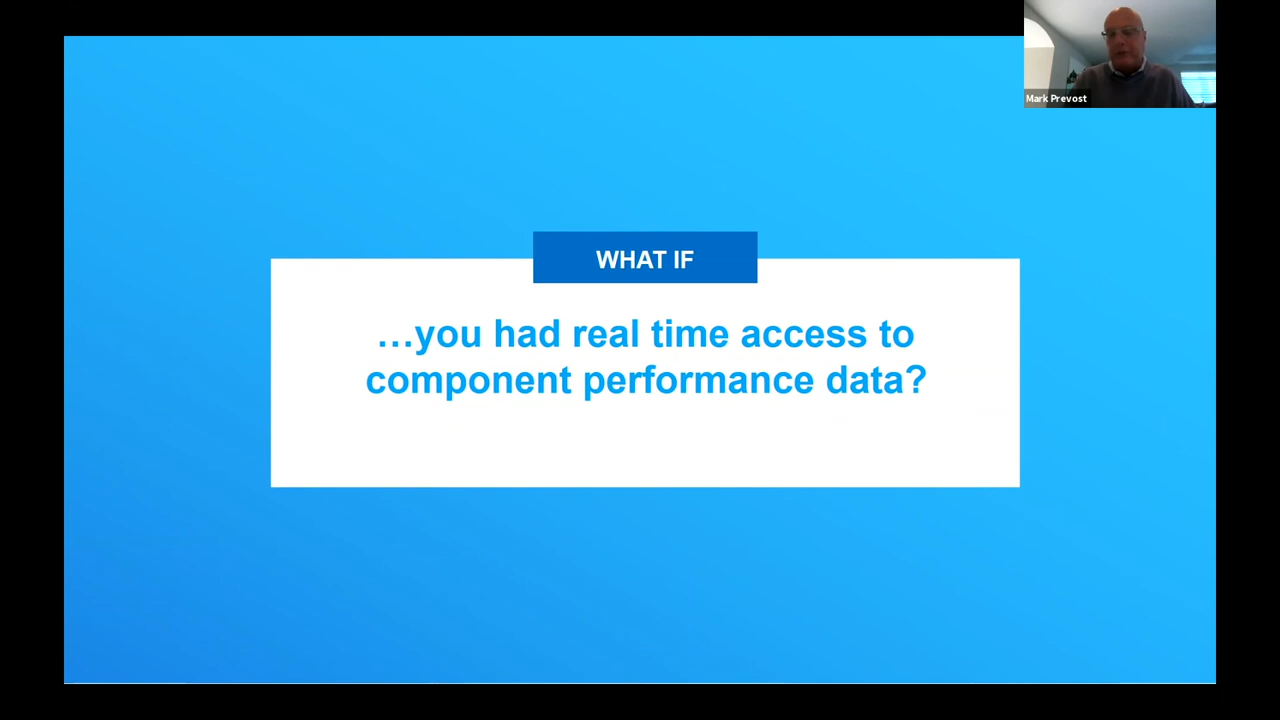 Mark Prevost
WHAT IF
…you had real time access to
component performance data?